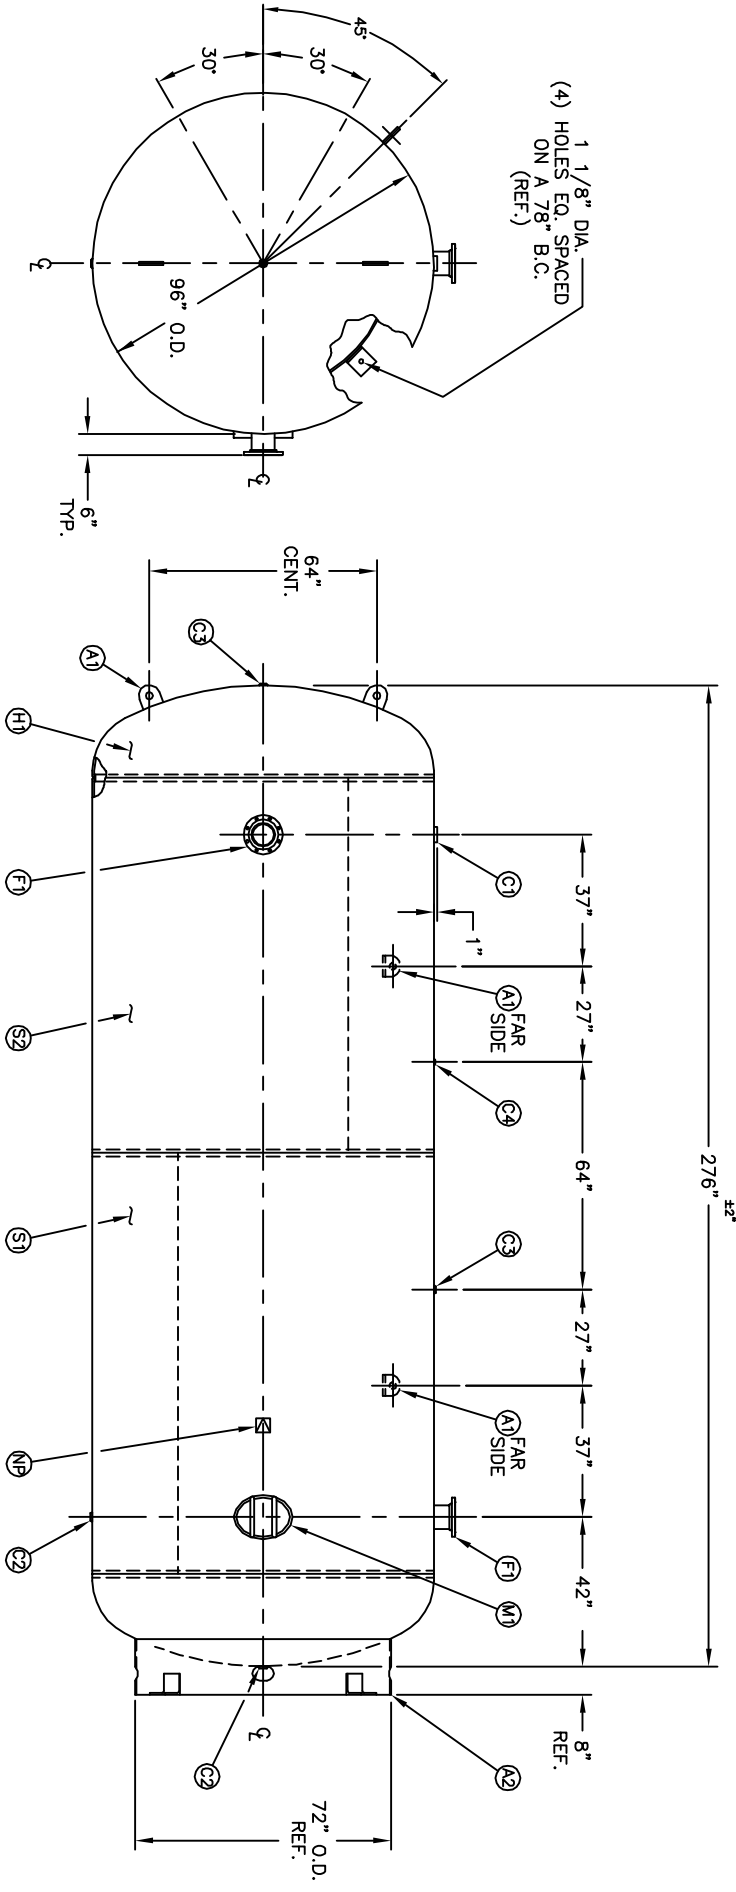 45°
30°
30°
1 1/8" DIA.
(4) HOLES EQ. SPACED
ON A 78" B.C.
(REF.)
96" O.D.
C̲L
C̲L
6"
TYP.
64"
CENT.
C3
A1
H1
F1
S2
S1
NP
C2
276" ±2"
37"
27"
64"
27"
37"
42"
8"
REF.
C1
1"
A1 FAR
SIDE
C4
C3
A1 FAR
SIDE
F1
M1
A2
C̲L
C2
72" O.D.
REF.